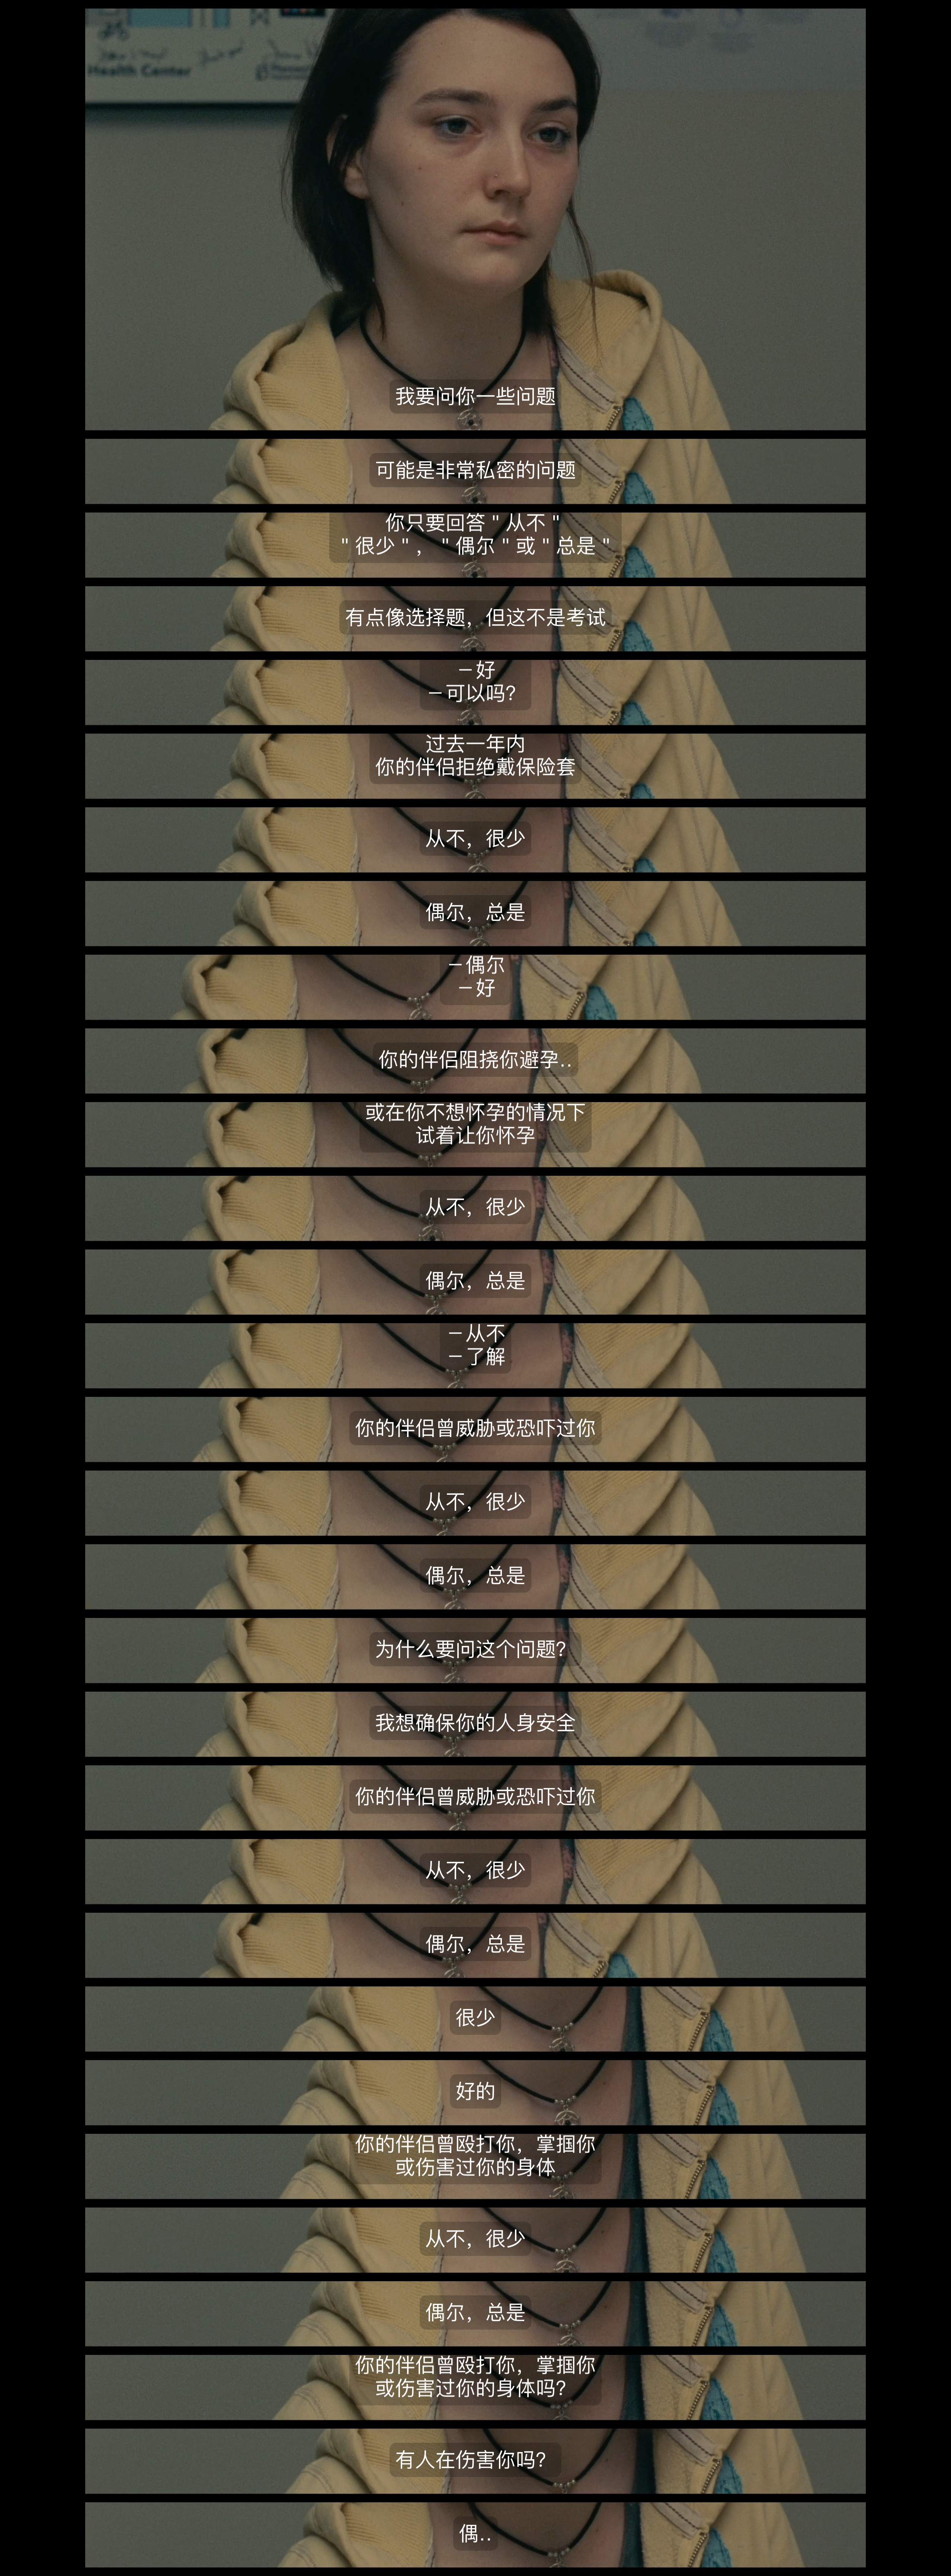 Health Center
我要问你一些问题
可能是非常私密的问题
你只要回答 " 从不 "
" 很少 " ， " 偶尔 " 或 " 总是 "
有点像选择题，但这不是考试
－好
－可以吗？
过去一年内
你的伴侣拒绝戴保险套
从不，很少
偶尔，总是
－偶尔
－好
你的伴侣阻挠你避孕..
或在你不想怀孕的情况下
试着让你怀孕
从不，很少
偶尔，总是
－从不
－了解
你的伴侣曾威胁或恐吓过你
从不，很少
偶尔，总是
为什么要问这个问题？
我想确保你的人身安全
你的伴侣曾威胁或恐吓过你
从不，很少
偶尔，总是
很少
好的
你的伴侣曾殴打你，掌掴你
或伤害过你的身体
从不，很少
偶尔，总是
你的伴侣曾殴打你，掌掴你
或伤害过你的身体吗？
有人在伤害你吗？
偶..